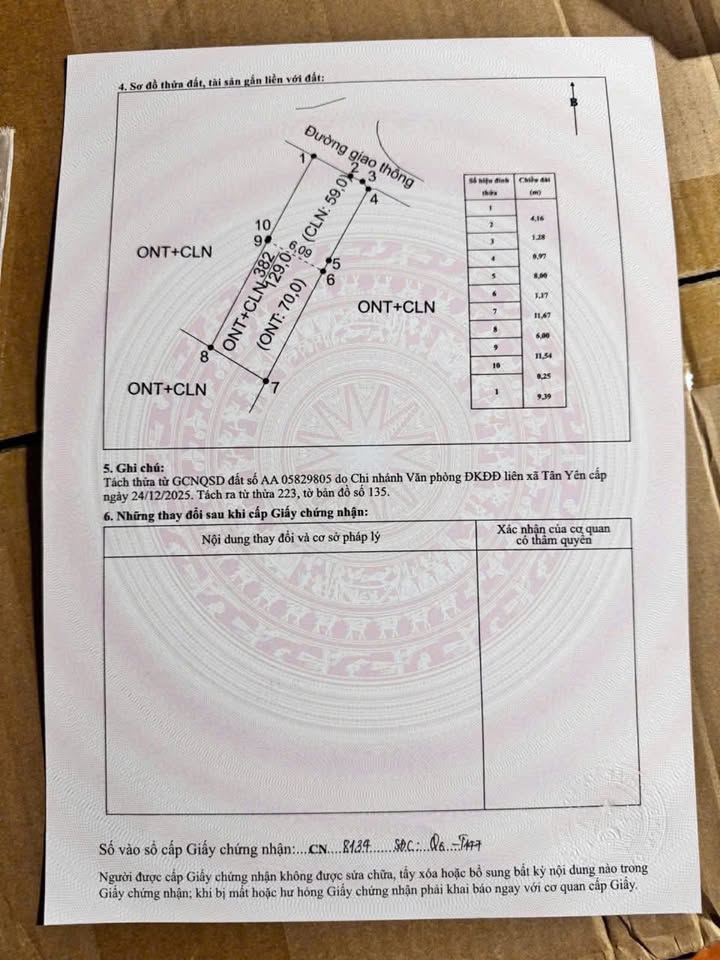 4. Sơ đồ thửa đất, tài sản gắn liền với đất:
B
Đường giao thông
1
2
3
4
10
9
5
6
8
7
6,09
(CLN: 59,0)
ONT+CLN 382
129,0
(ONT: 70,0)
ONT+CLN
ONT+CLN
ONT+CLN
Số hiệu đỉnh thửa
Chiều dài (m)
1
4,16
2
1,28
3
0,97
4
8,00
5
1,17
6
11,67
7
6,00
8
11,54
9
0,25
10
9,39
1
5. Ghi chú:
Tách thửa từ GCNQSD đất số AA 05829805 do Chi nhánh Văn phòng ĐKĐĐ liên xã Tân Yên cấp
ngày 24/12/2025. Tách ra từ thửa 223, tờ bản đồ số 135.
6. Những thay đổi sau khi cấp Giấy chứng nhận:
Nội dung thay đổi và cơ sở pháp lý
Xác nhận của cơ quan
có thẩm quyền
Số vào sổ cấp Giấy chứng nhận:....CN 8134 SĐC:
Người được cấp Giấy chứng nhận không được sửa chữa, tẩy xóa hoặc bổ sung bất kỳ nội dung nào trong
Giấy chứng nhận; khi bị mất hoặc hư hỏng Giấy chứng nhận phải khai báo ngay với cơ quan cấp Giấy.